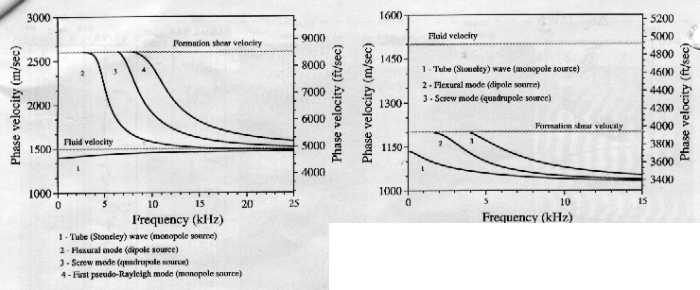 3000
2500
2000
1500
1000
Phase velocity (m/sec)
Formation shear velocity
2
3
4
Fluid velocity
1
9000
8000
7000
6000
5000
4000
Phase velocity (ft/sec)
0
5
10
15
20
25
Frequency (kHz)
1 - Tube (Stoneley) wave (monopole source)
2 - Flexural mode (dipole source)
3 - Screw mode (quadrupole source)
4 - First pseudo-Rayleigh mode (monopole source)
1600
1450
1300
1150
1000
Phase velocity (m/sec)
Fluid velocity
1 - Tube (Stoneley) wave (monopole source)
2 - Flexural mode (dipole source)
3 - Screw mode (quadrupole source)
Formation shear velocity
1
2
3
5200
5000
4800
4600
4400
4200
4000
3800
3600
3400
Phase velocity (ft/sec)
0
5
10
15
Frequency (kHz)